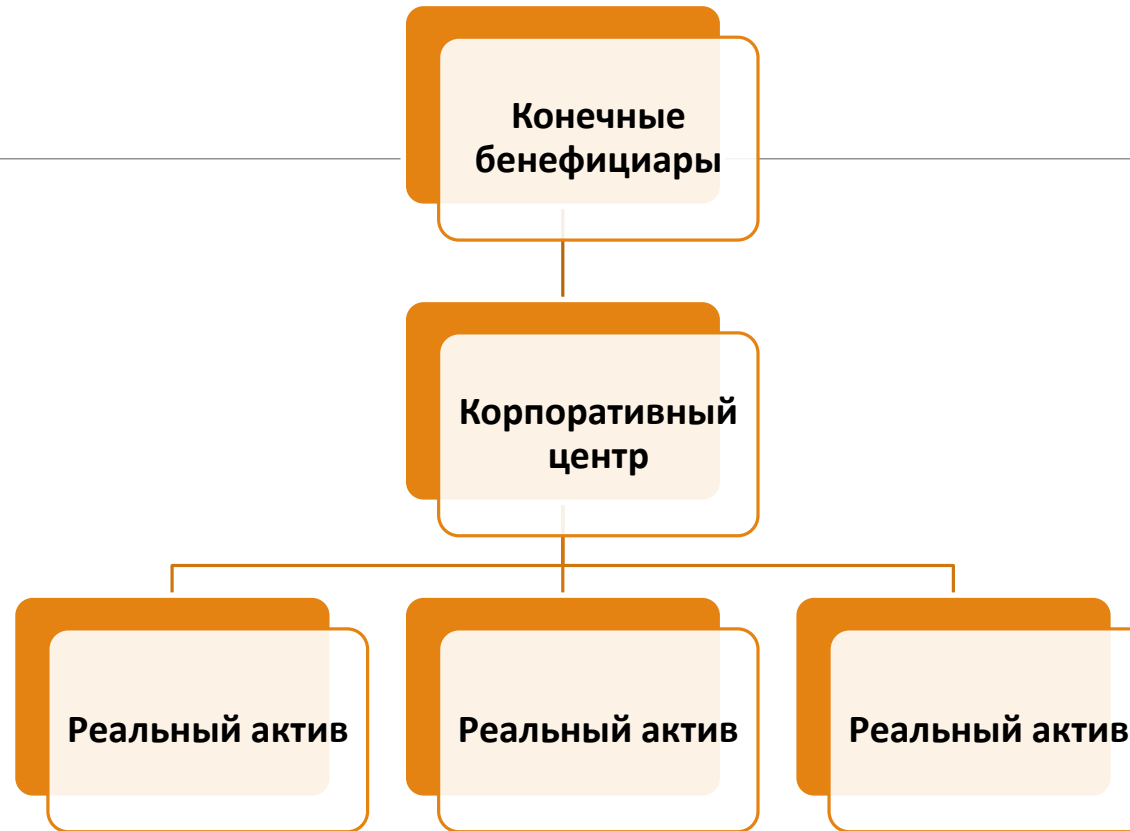 Конечные
бенефициары
Корпоративный
центр
Реальный актив
Реальный актив
Реальный актив